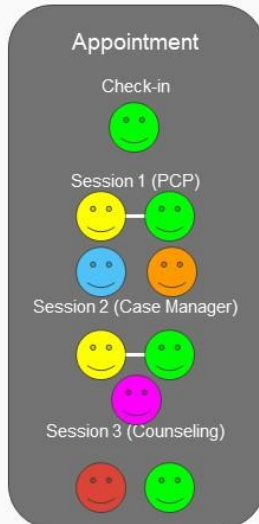 Appointment
Check-in
Session 1 (PCP)
Session 2 (Case Manager)
Session 3 (Counseling)